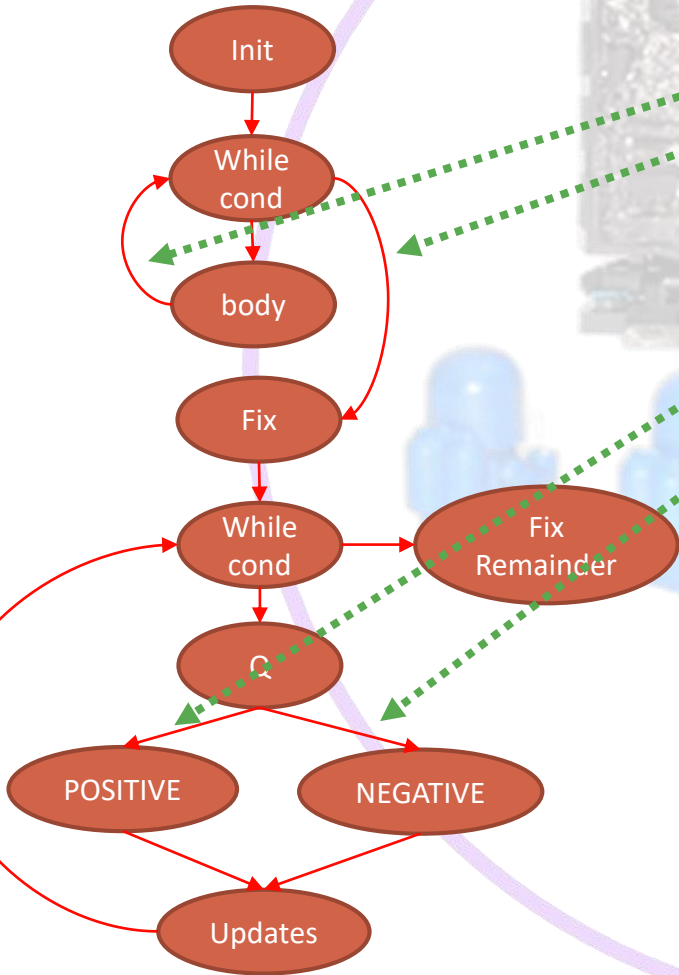 Init
While
cond
body
Fix
While
cond
Fix
Remainder
Q
POSITIVE
NEGATIVE
Updates